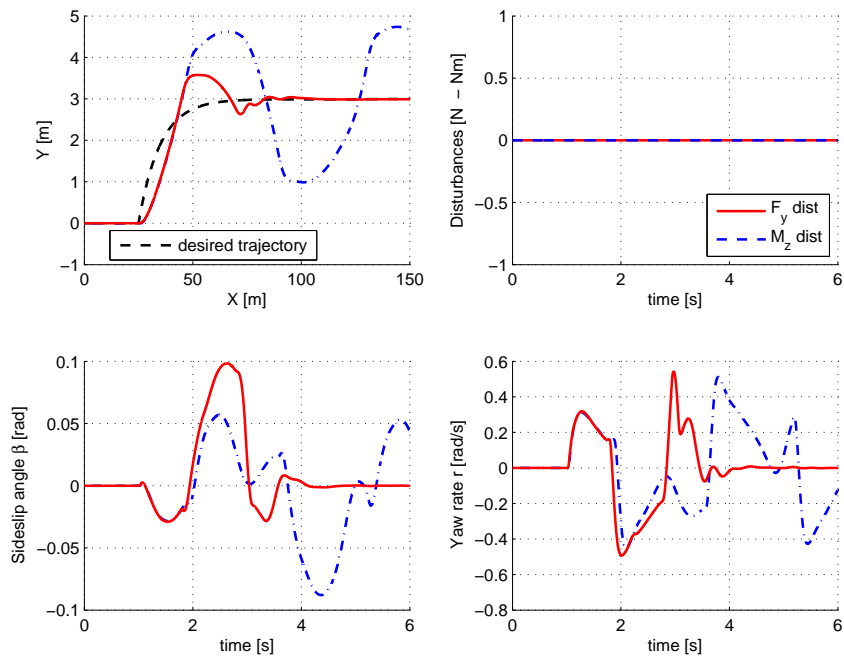 5
4
3
2
1
0
−1
0 50 100 150
Y [m]
X [m]
desired trajectory
1
0.5
0
−0.5
−1
0 2 4 6
Disturbances [N − Nm]
time [s]
F_y dist
M_z dist
0.1
0.05
0
−0.05
−0.1
0 2 4 6
Sideslip angle β [rad]
time [s]
0.6
0.4
0.2
0
−0.2
−0.4
−0.6
−0.8
0 2 4 6
Yaw rate r [rad/s]
time [s]